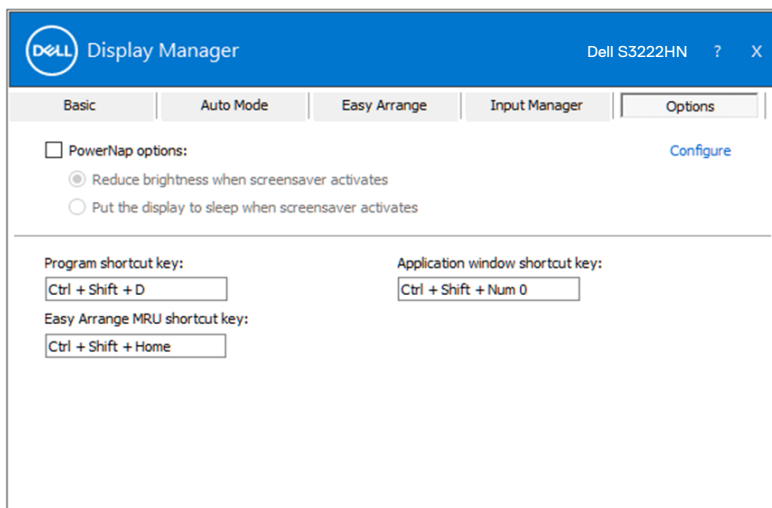 DELL Display Manager Dell S3222HN ? X
Basic Auto Mode Easy Arrange Input Manager Options
PowerNap options: Configure
Reduce brightness when screensaver activates
Put the display to sleep when screensaver activates
Program shortcut key: Application window shortcut key:
Ctrl + Shift + D Ctrl + Shift + Num 0
Easy Arrange MRU shortcut key:
Ctrl + Shift + Home